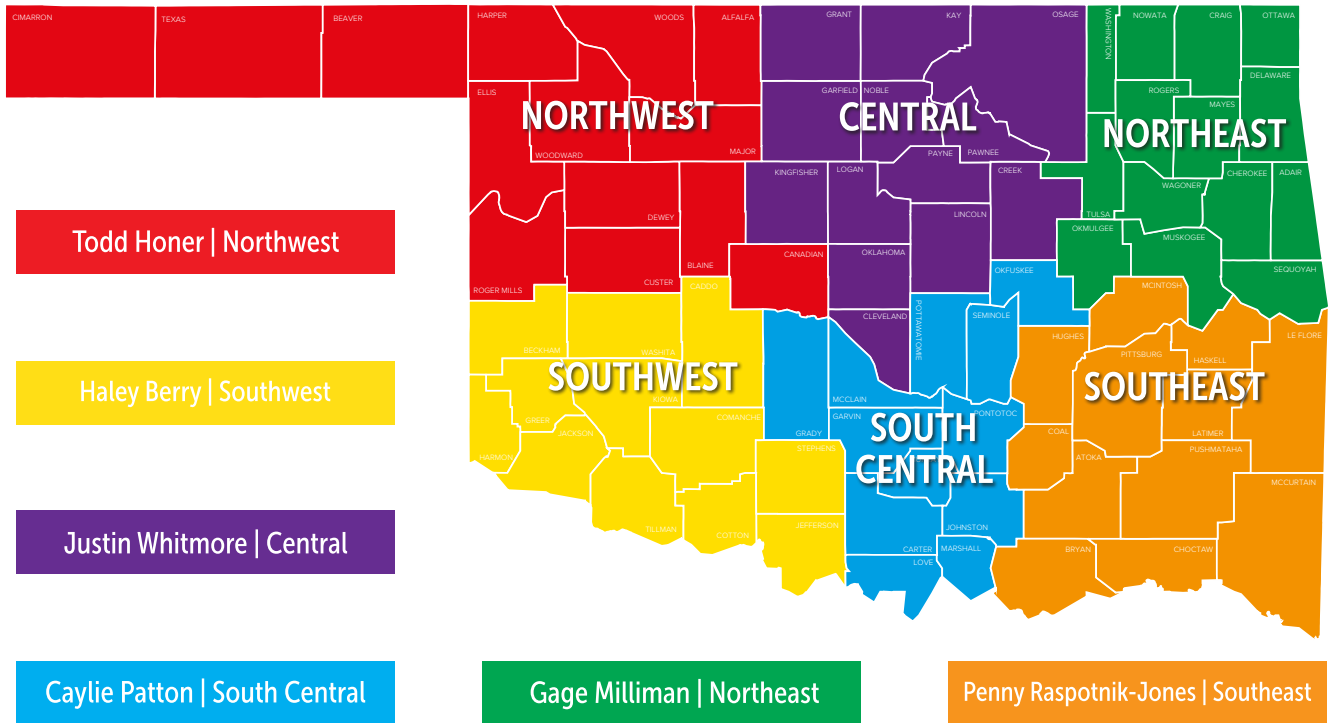 CIMARRON
TEXAS
BEAVER
HARPER
WOODS
ALFALFA
GRANT
KAY
OSAGE
WASHINGTON
NOWATA
CRAIG
OTTAWA
DELAWARE
ELLIS
GARFIELD
NOBLE
ROGERS
MAYES
NORTHWEST
CENTRAL
NORTHEAST
WOODWARD
MAJOR
PAYNE
PAWNEE
KINGFISHER
LOGAN
CREEK
CHEROKEE
ADAIR
WAGONER
DEWEY
LINCOLN
TULSA
OKMULGEE
MUSKOGEE
Todd Honer | Northwest
BLAINE
CANADIAN
OKLAHOMA
OKFUSKEE
SEQUOYAH
ROGER MILLS
CUSTER
CADDO
MCINTOSH
CLEVELAND
POTTAWATOMIE
SEMINOLE
HUGHES
LE FLORE
BECKHAM
WASHITA
PITTSBURG
HASKELL
SOUTHWEST
SOUTHEAST
Haley Berry | Southwest
KIOWA
MCCLAIN
GREER
COMANCHE
GARVIN
PONTOTOC
JACKSON
GRADY
SOUTH
CENTRAL
COAL
LATIMER
HARMON
STEPHENS
ATOKA
PUSHMATAHA
MCCURTAIN
TILLMAN
COTTON
JEFFERSON
JOHNSTON
Justin Whitmore | Central
CARTER
MARSHALL
BRYAN
CHOCTAW
LOVE
Caylie Patton | South Central
Gage Milliman | Northeast
Penny Raspotnik-Jones | Southeast